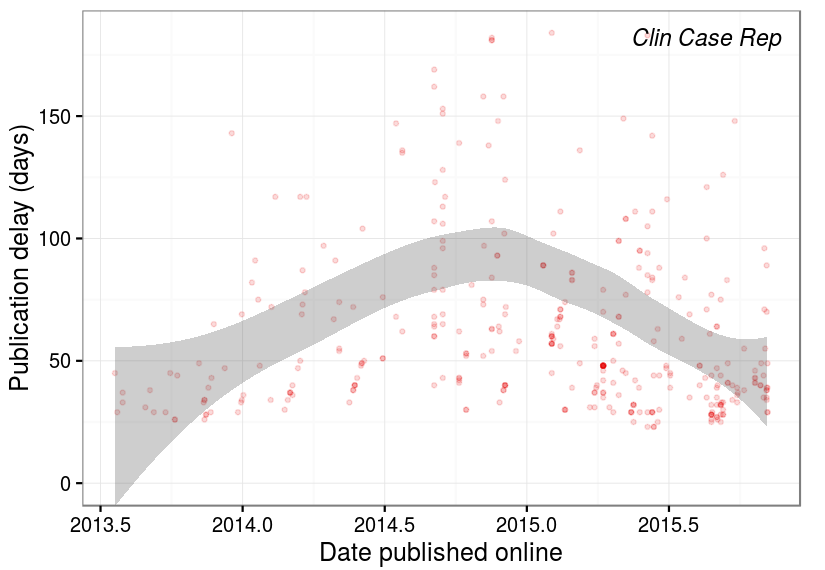 Clin Case Rep
Publication delay (days)
150
100
50
0
2013.5 2014.0 2014.5 2015.0 2015.5
Date published online